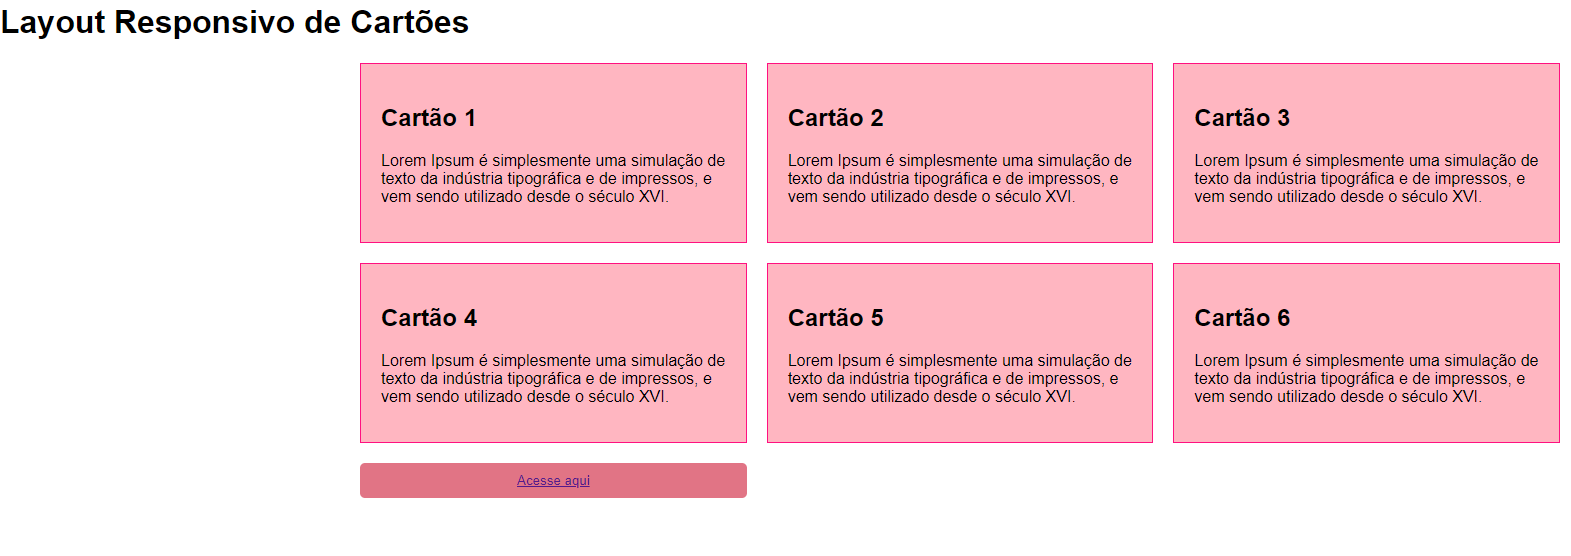 Layout Responsivo de Cartões
Cartão 1
Lorem Ipsum é simplesmente uma simulação de
texto da indústria tipográfica e de impressos, e
vem sendo utilizado desde o século XVI.
Cartão 2
Lorem Ipsum é simplesmente uma simulação de
texto da indústria tipográfica e de impressos, e
vem sendo utilizado desde o século XVI.
Cartão 3
Lorem Ipsum é simplesmente uma simulação de
texto da indústria tipográfica e de impressos, e
vem sendo utilizado desde o século XVI.
Cartão 4
Lorem Ipsum é simplesmente uma simulação de
texto da indústria tipográfica e de impressos, e
vem sendo utilizado desde o século XVI.
Cartão 5
Lorem Ipsum é simplesmente uma simulação de
texto da indústria tipográfica e de impressos, e
vem sendo utilizado desde o século XVI.
Cartão 6
Lorem Ipsum é simplesmente uma simulação de
texto da indústria tipográfica e de impressos, e
vem sendo utilizado desde o século XVI.
Acesse aqui